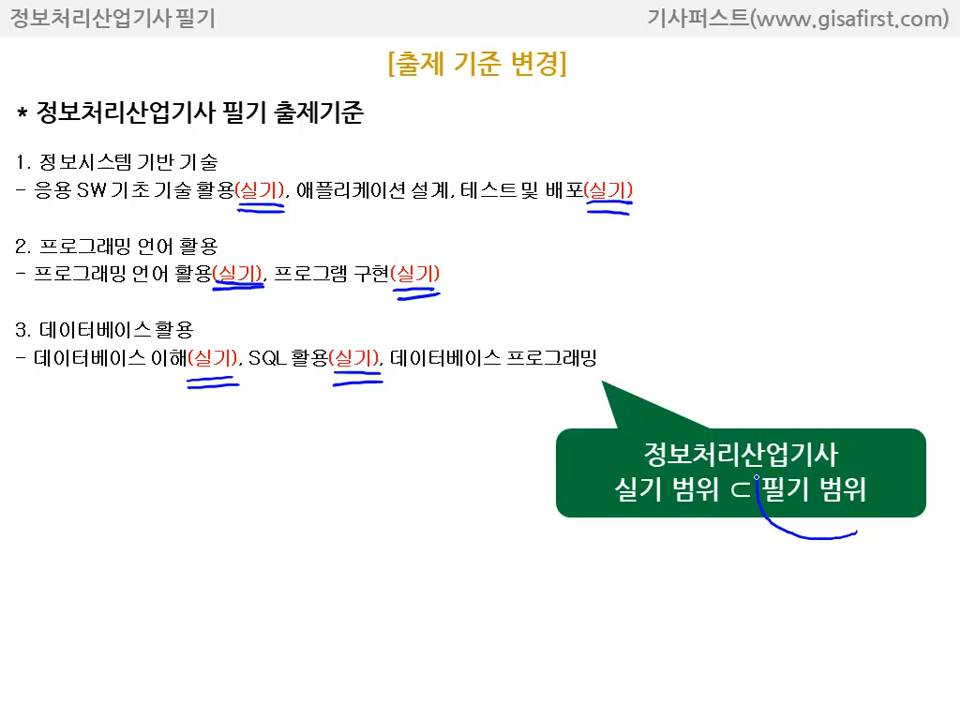 정보처리산업기사 필기
기사퍼스트(www.gisafirst.com)
[출제 기준 변경]
* 정보처리산업기사 필기 출제기준
1. 정보시스템 기반 기술
- 응용 SW 기초 기술 활용(실기), 애플리케이션 설계, 테스트 및 배포(실기)
2. 프로그래밍 언어 활용
- 프로그래밍 언어 활용(실기), 프로그램 구현(실기)
3. 데이터베이스 활용
- 데이터베이스 이해(실기), SQL 활용(실기), 데이터베이스 프로그래밍
정보처리산업기사
실기 범위 ⊂ 필기 범위